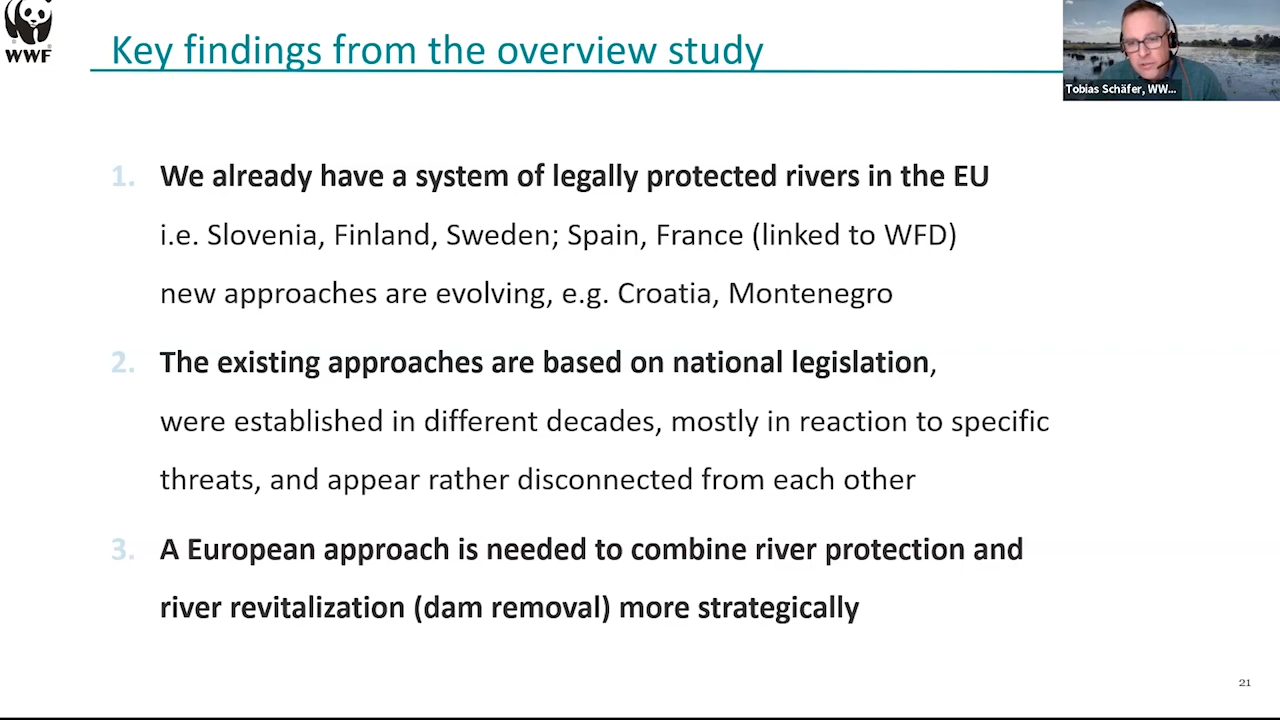 WWF
Key findings from the overview study
Tobias Schäfer, WW...
1. We already have a system of legally protected rivers in the EU
i.e. Slovenia, Finland, Sweden; Spain, France (linked to WFD)
new approaches are evolving, e.g. Croatia, Montenegro
2. The existing approaches are based on national legislation,
were established in different decades, mostly in reaction to specific
threats, and appear rather disconnected from each other
3. A European approach is needed to combine river protection and
river revitalization (dam removal) more strategically
21